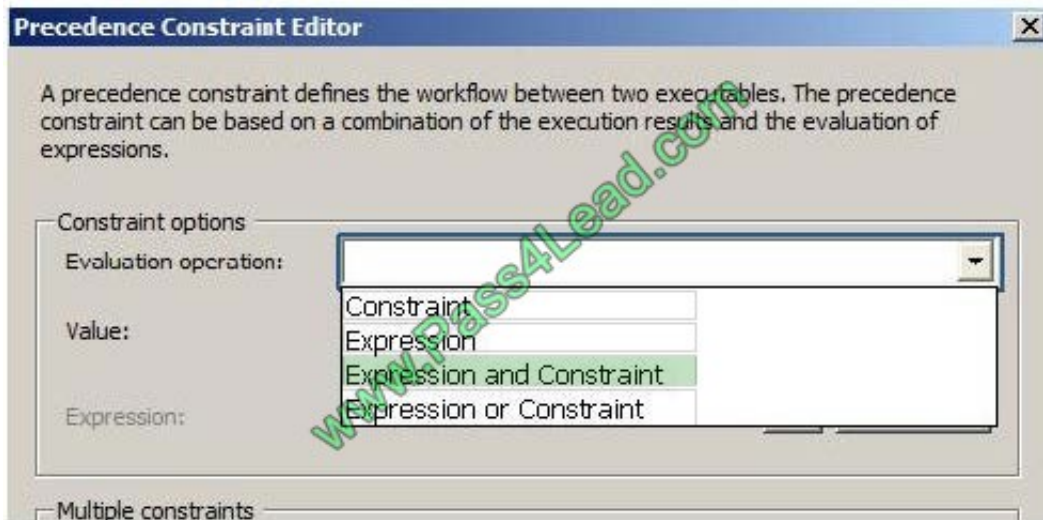 Precedence Constraint Editor
A precedence constraint defines the workflow between two executables. The precedence
constraint can be based on a combination of the execution results and the evaluation of
expressions.
Constraint options
Evaluation operation:
Constraint
Value:
Expression
Expression and Constraint
Expression:
Expression or Constraint
Multiple constraints
www.Pass4Lead.com